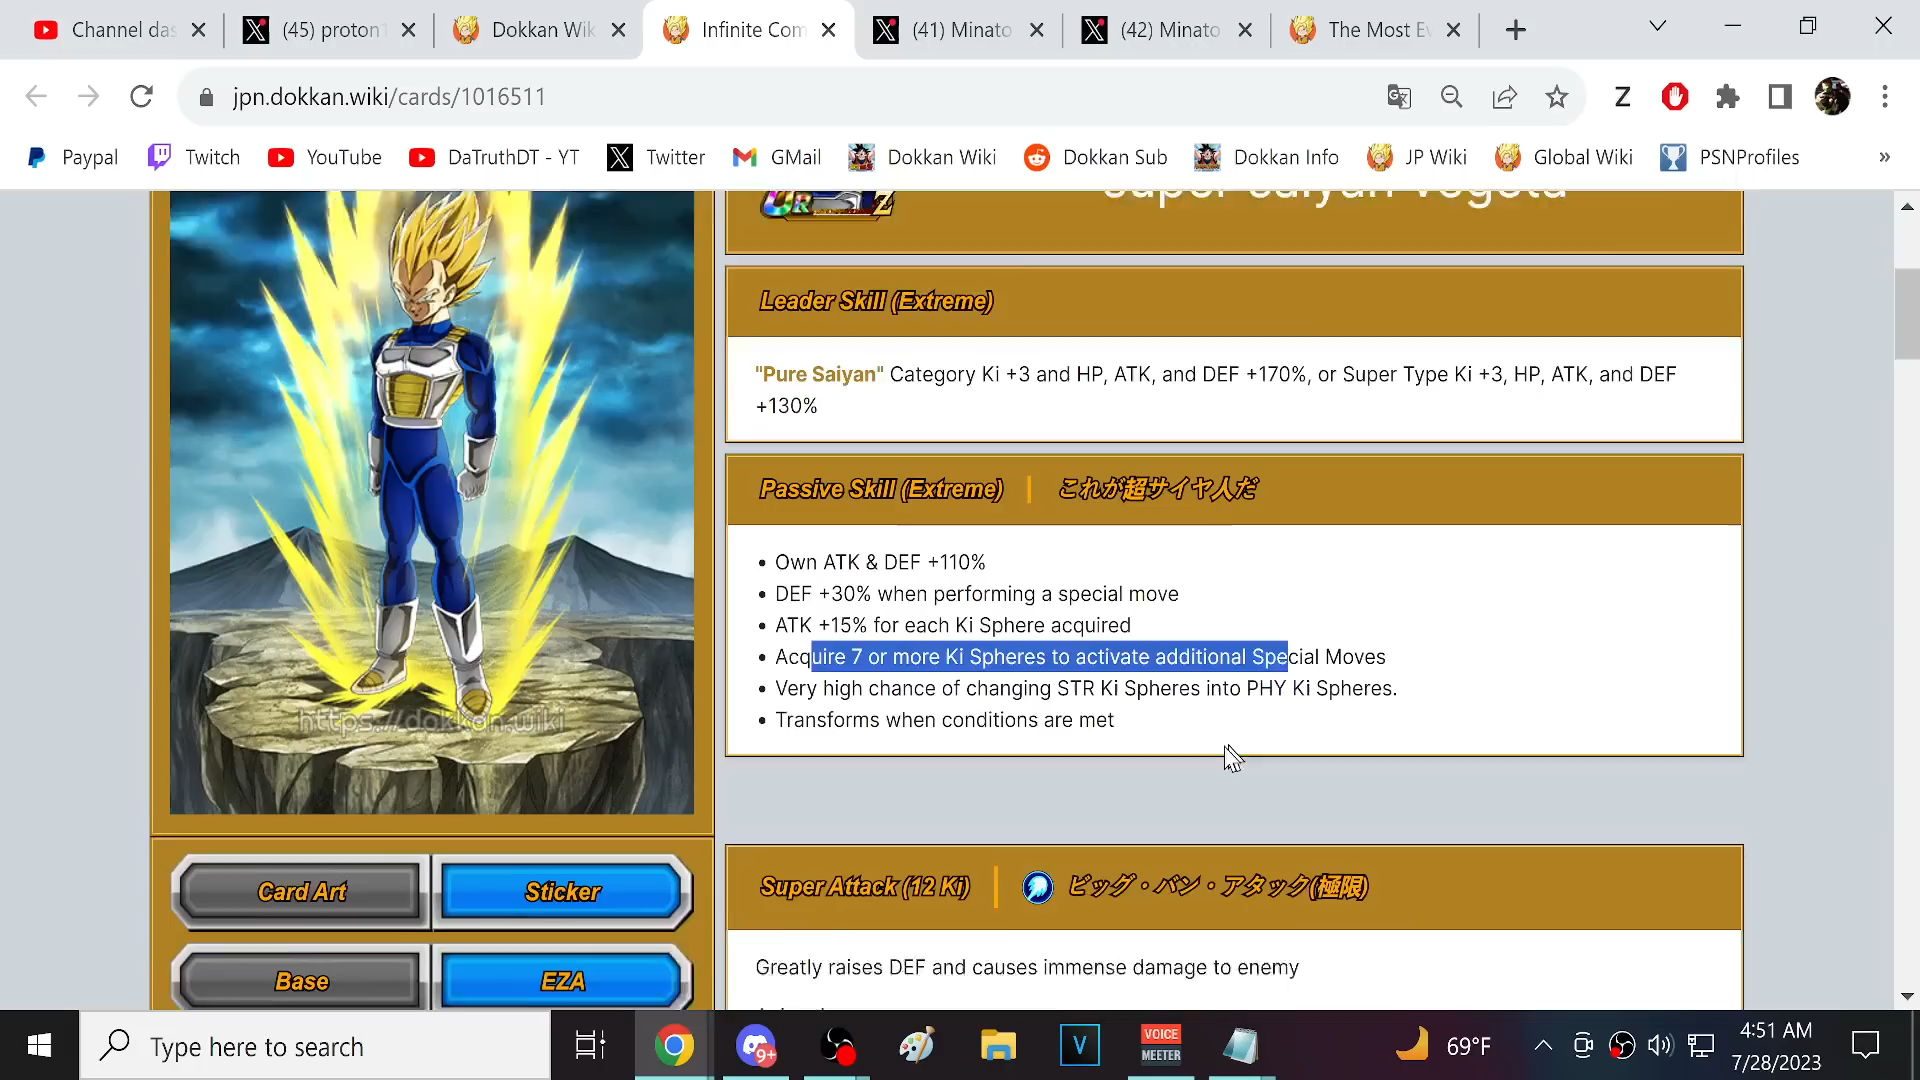 Channel das
(45) proton1
Dokkan Wik
Infinite Com
(41) Minato
(42) Minato
The Most Ev
jpn.dokkan.wiki/cards/1016511
Z
Paypal
Twitch
YouTube
DaTruthDT - YT
Twitter
GMail
Dokkan Wiki
Dokkan Sub
Dokkan Info
JP Wiki
Global Wiki
PSNProfiles
»
UR
Z
Super Saiyan Vegeta
Leader Skill (Extreme)
"Pure Saiyan" Category Ki +3 and HP, ATK, and DEF +170%, or Super Type Ki +3, HP, ATK, and DEF
+130%
Passive Skill (Extreme) | これが超サイヤ人だ
• Own ATK & DEF +110%
• DEF +30% when performing a special move
• ATK +15% for each Ki Sphere acquired
• Acquire 7 or more Ki Spheres to activate additional Special Moves
• Very high chance of changing STR Ki Spheres into PHY Ki Spheres.
• Transforms when conditions are met
https://dokkan.wiki
Card Art
Sticker
Base
EZA
Super Attack (12 Ki) | ビッグ・バン・アタック(極限)
Greatly raises DEF and causes immense damage to enemy
Type here to search
9+
V
VOICE
MEETER
69°F
4:51 AM
7/28/2023